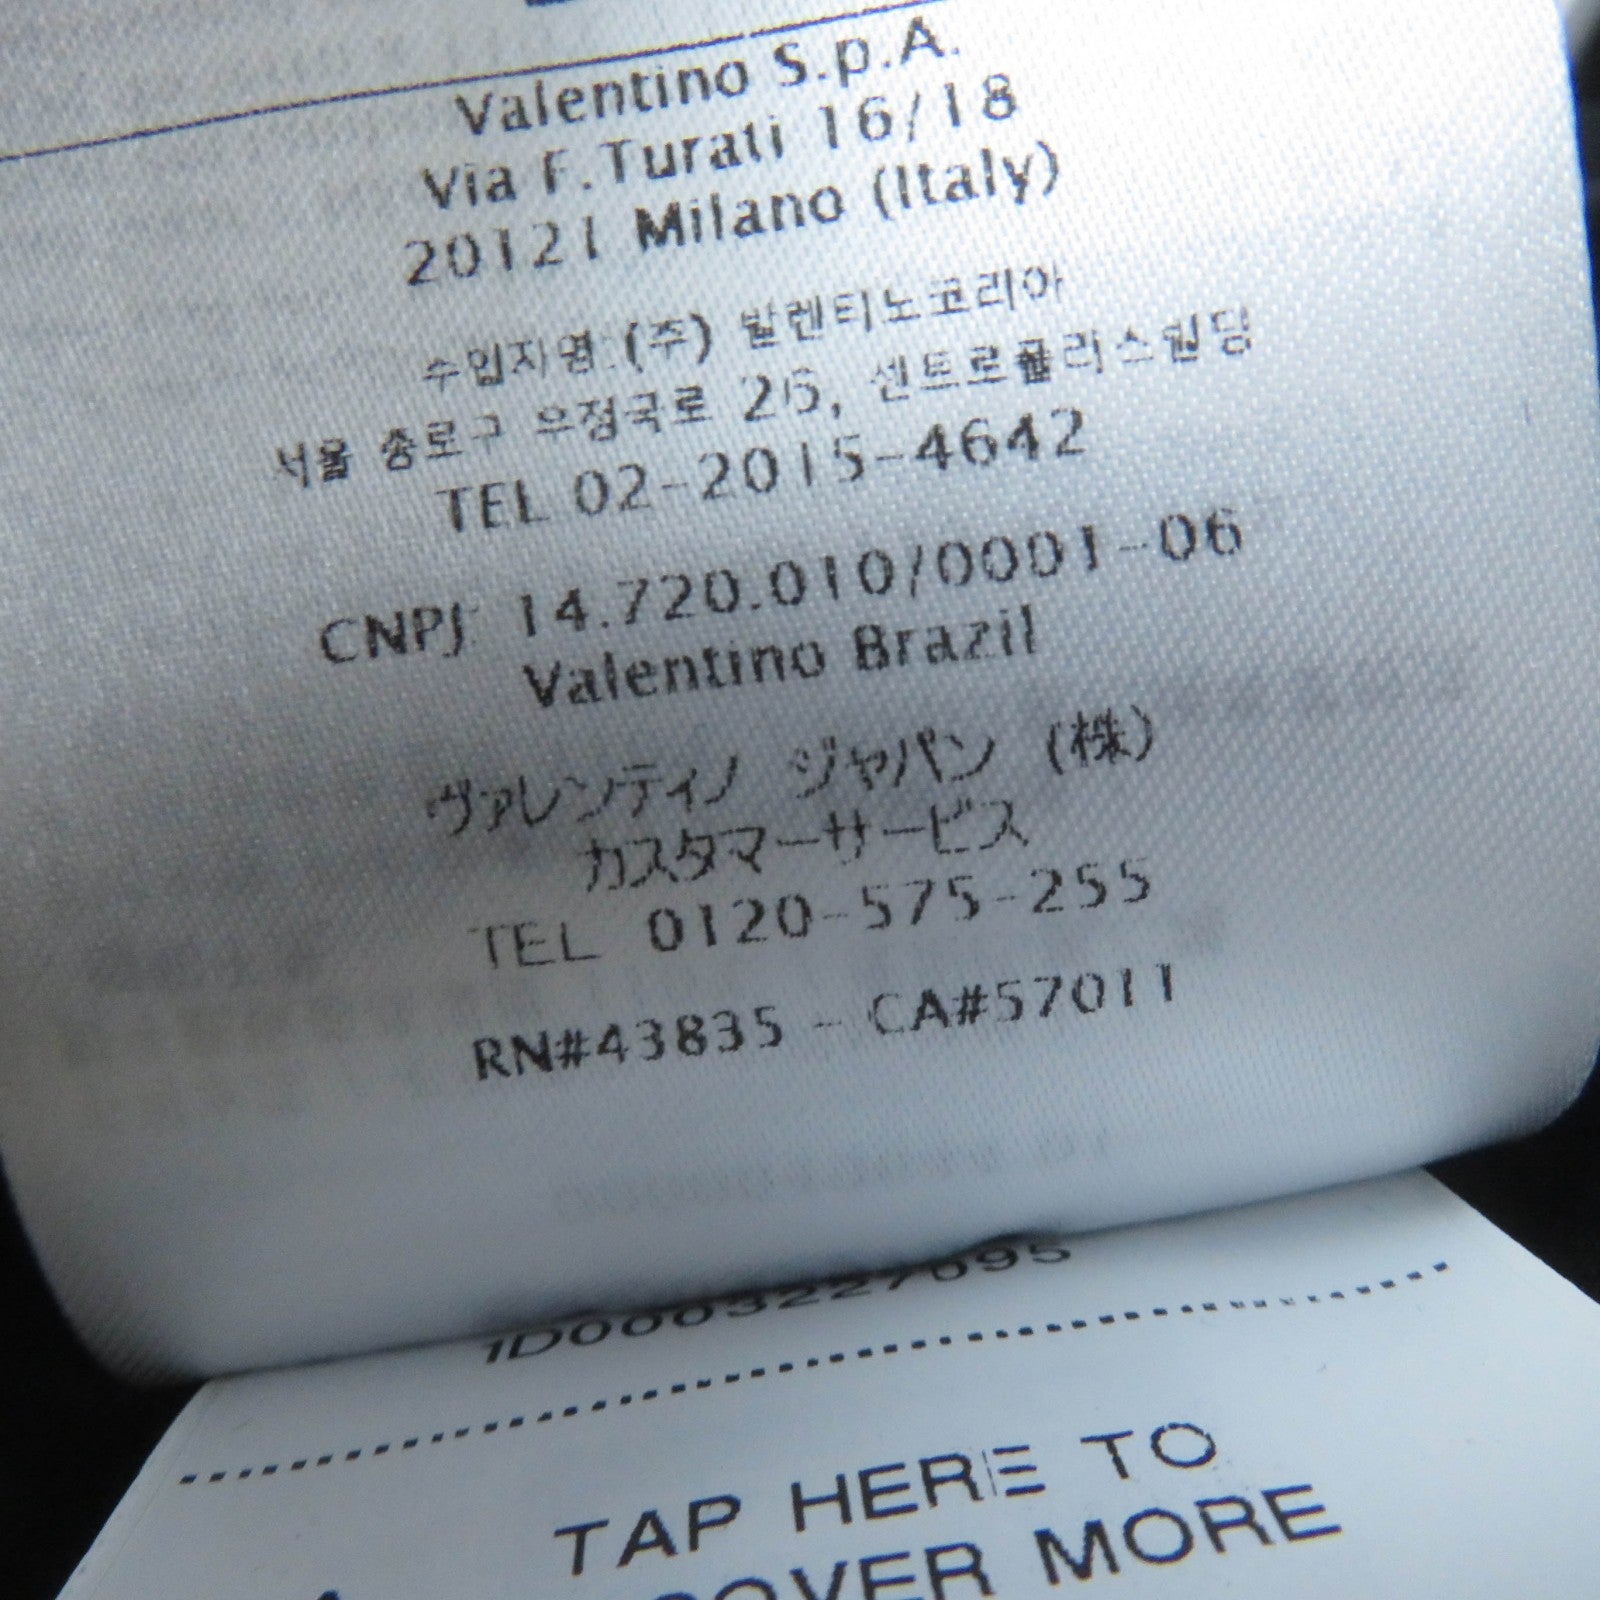 Valentino S.p.A.
Via F.Turati 16/18
20121 Milano (Italy)
수입자명:(주) 발렌티노코리아
서울 종로구 우정국로 26, 센트로폴리스빌딩
TEL 02-2015-4642
CNPJ 14.720.010/0001-06
Valentino Brazil
ヴァレンティノ ジャパン (株)
カスタマーサービス
TEL 0120-575-255
RN#43835 - CA#57011
TAP HERE TO
MORE